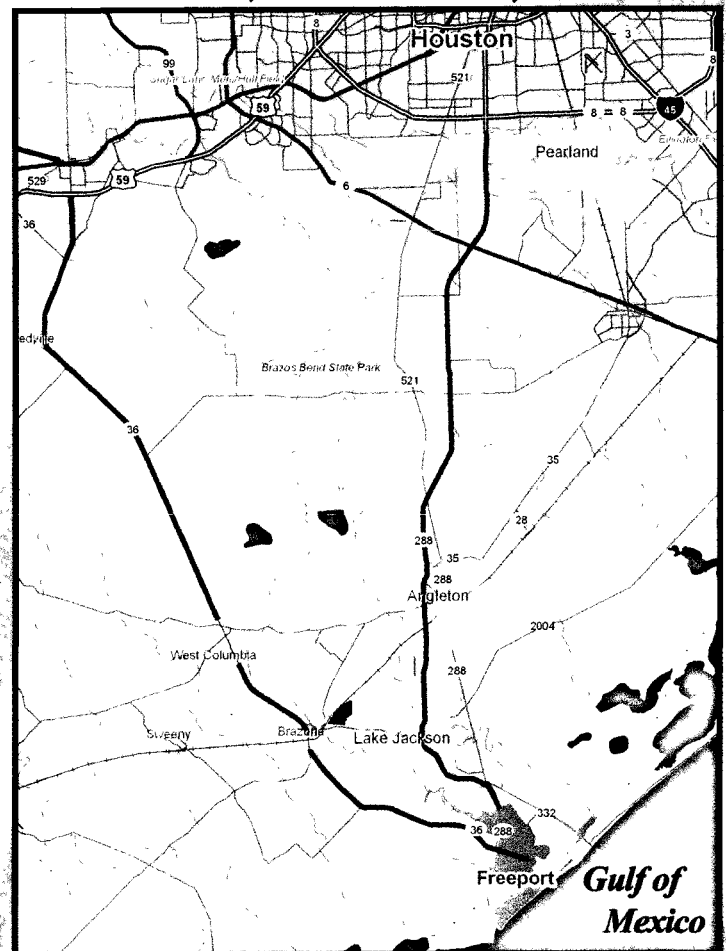 8
Houston
3
99
521
8
59
8 = 8
45
Pearland
59
529
6
36
edville
Brazos Bend State Park
521
36
35
28
288
35
288
Angleton
2004
West Columbia
288
Sweeny
Brazoria
Lake Jackson
332
36
288
Freeport
Gulf of
Mexico